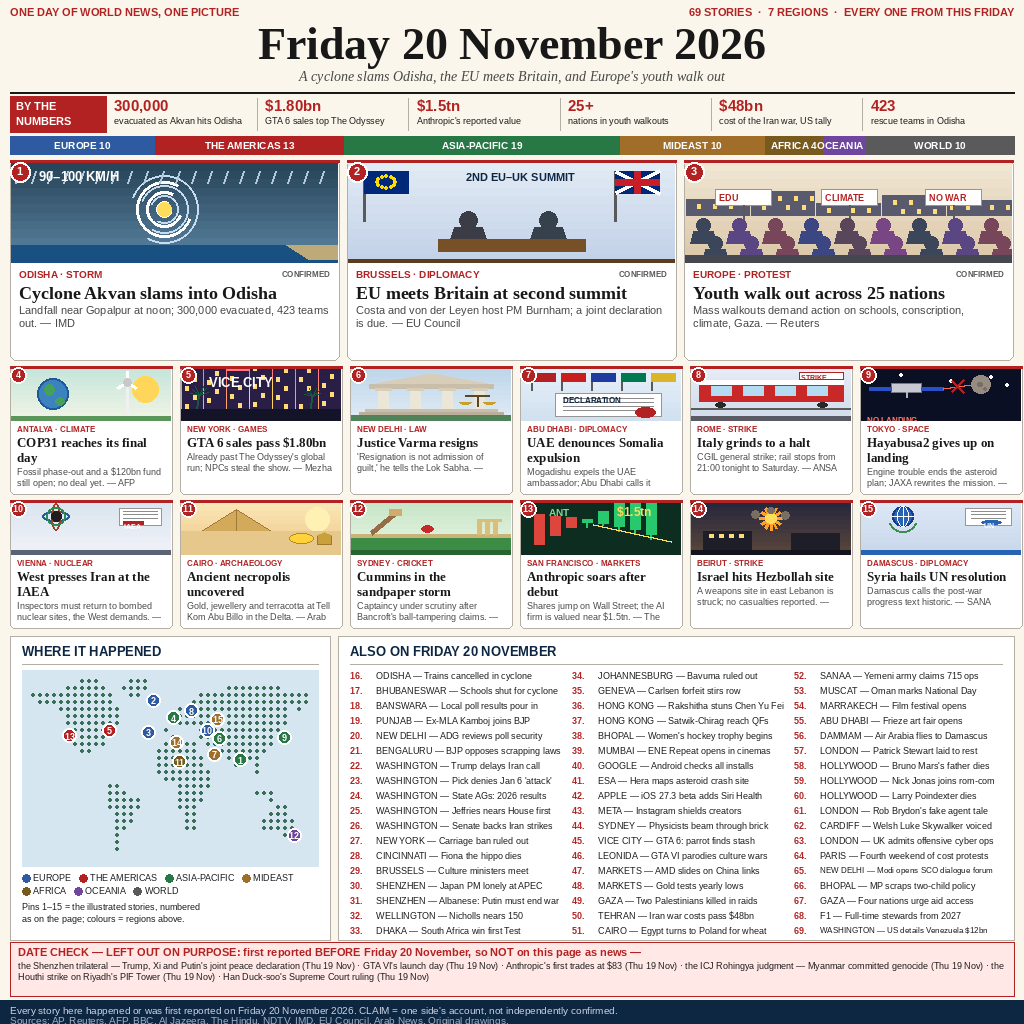 ONE DAY OF WORLD NEWS, ONE PICTURE
69 STORIES · 7 REGIONS · EVERY ONE FROM THIS FRIDAY
Friday 20 November 2026
A cyclone slams Odisha, the EU meets Britain, and Europe's youth walk out
BY THE NUMBERS
300,000
evacuated as Akvan hits Odisha
$1.80bn
GTA 6 sales top The Odyssey
$1.5tn
Anthropic's reported value
25+
nations in youth walkouts
$48bn
cost of the Iran war, US tally
423
rescue teams in Odisha
EUROPE 10
THE AMERICAS 13
ASIA-PACIFIC 19
MIDEAST 10
AFRICA 4
OCEANIA
WORLD 10
1
90–100 KM/H
ODISHA · STORM
CONFIRMED
Cyclone Akvan slams into Odisha
Landfall near Gopalpur at noon; 300,000 evacuated, 423 teams
out. — IMD
2
2ND EU–UK SUMMIT
BRUSSELS · DIPLOMACY
CONFIRMED
EU meets Britain at second summit
Costa and von der Leyen host PM Burnham; a joint declaration
is due. — EU Council
3
EDU
CLIMATE
NO WAR
EUROPE · PROTEST
CONFIRMED
Youth walk out across 25 nations
Mass walkouts demand action on schools, conscription,
climate, Gaza. — Reuters
4
ANTALYA · CLIMATE
COP31 reaches its final
day
Fossil phase-out and a $120bn fund
still open; no deal yet. — AFP
5
VICE CITY
NEW YORK · GAMES
GTA 6 sales pass $1.80bn
Already past The Odyssey's global
run; NPCs steal the show. — Mezha
6
NEW DELHI · LAW
Justice Varma resigns
'Resignation is not admission of
guilt,' he tells the Lok Sabha. —
7
DECLARATION
ABU DHABI · DIPLOMACY
UAE denounces Somalia
expulsion
Mogadishu expels the UAE
ambassador; Abu Dhabi calls it
8
STRIKE
ROME · STRIKE
Italy grinds to a halt
CGIL general strike; rail stops from
21:00 tonight to Saturday. — ANSA
9
NO LANDING
TOKYO · SPACE
Hayabusa2 gives up on
landing
Engine trouble ends the asteroid
plan; JAXA rewrites the mission. —
10
VIENNA · NUCLEAR
West presses Iran at the
IAEA
Inspectors must return to bombed
nuclear sites, the West demands. —
11
CAIRO · ARCHAEOLOGY
Ancient necropolis
uncovered
Gold, jewellery and terracotta at Tell
Kom Abu Billo in the Delta. — Arab
12
SYDNEY · CRICKET
Cummins in the
sandpaper storm
Captaincy under scrutiny after
Bancroft's ball-tampering claims. —
13
ANT
$1.5tn
SAN FRANCISCO · MARKETS
Anthropic soars after
debut
Shares jump on Wall Street; the AI
firm is valued near $1.5tn. — The
14
BEIRUT · STRIKE
Israel hits Hezbollah site
A weapons site in east Lebanon is
struck; no casualties reported. —
15
DAMASCUS · DIPLOMACY
Syria hails UN resolution
Damascus calls the post-war
progress text historic. — SANA
WHERE IT HAPPENED
2
4
8
15
13
5
3
10
6
9
14
7
1
11
12
EUROPE
THE AMERICAS
ASIA-PACIFIC
MIDEAST
AFRICA
OCEANIA
WORLD
Pins 1–15 = the illustrated stories, numbered
as on the page; colours = regions above.
ALSO ON FRIDAY 20 NOVEMBER
16. ODISHA — Trains cancelled in cyclone
17. BHUBANESWAR — Schools shut for cyclone
18. BANSWARA — Local poll results pour in
19. PUNJAB — Ex-MLA Kamboj joins BJP
20. NEW DELHI — ADG reviews poll security
21. BENGALURU — BJP opposes scrapping laws
22. WASHINGTON — Trump delays Iran call
23. WASHINGTON — Pick denies Jan 6 'attack'
24. WASHINGTON — State AGs: 2026 results
25. WASHINGTON — Jeffries nears House first
26. WASHINGTON — Senate backs Iran strikes
27. NEW YORK — Carriage ban ruled out
28. CINCINNATI — Fiona the hippo dies
29. BRUSSELS — Culture ministers meet
30. SHENZHEN — Japan PM lonely at APEC
31. SHENZHEN — Albanese: Putin must end war
32. WELLINGTON — Nicholls nears 150
33. DHAKA — South Africa win first Test
34. JOHANNESBURG — Bavuma ruled out
35. GENEVA — Carlsen forfeit stirs row
36. HONG KONG — Rakshitha stuns Chen Yu Fei
37. HONG KONG — Satwik-Chirag reach QFs
38. BHOPAL — Women's hockey trophy begins
39. MUMBAI — ENE Repeat opens in cinemas
40. GOOGLE — Android checks all installs
41. ESA — Hera maps asteroid crash site
42. APPLE — iOS 27.3 beta adds Siri Health
43. META — Instagram shields creators
44. SYDNEY — Physicists beam through brick
45. VICE CITY — GTA 6: parrot finds stash
46. LEONIDA — GTA VI parodies culture wars
47. MARKETS — AMD slides on China links
48. MARKETS — Gold tests yearly lows
49. GAZA — Two Palestinians killed in raids
50. TEHRAN — Iran war costs pass $48bn
51. CAIRO — Egypt turns to Poland for wheat
52. SANAA — Yemeni army claims 715 ops
53. MUSCAT — Oman marks National Day
54. MARRAKECH — Film festival opens
55. ABU DHABI — Frieze art fair opens
56. DAMMAM — Air Arabia flies to Damascus
57. LONDON — Patrick Stewart laid to rest
58. HOLLYWOOD — Bruno Mars's father dies
59. HOLLYWOOD — Nick Jonas joins rom-com
60. HOLLYWOOD — Larry Poindexter dies
61. LONDON — Rob Brydon's fake agent tale
62. CARDIFF — Welsh Luke Skywalker voiced
63. LONDON — UK admits offensive cyber ops
64. PARIS — Fourth weekend of cost protests
65. NEW DELHI — Modi opens SCO dialogue forum
66. BHOPAL — MP scraps two-child policy
67. GAZA — Four nations urge aid access
68. F1 — Full-time stewards from 2027
69. WASHINGTON — US details Venezuela $12bn
DATE CHECK — LEFT OUT ON PURPOSE: first reported BEFORE Friday 20 November, so NOT on this page as news —
the Shenzhen trilateral — Trump, Xi and Putin's joint peace declaration (Thu 19 Nov) · GTA VI's launch day (Thu 19 Nov) · Anthropic's first trades at $83 (Thu 19 Nov) · the ICJ Rohingya judgment — Myanmar committed genocide (Thu 19 Nov) · the
Houthi strike on Riyadh's PIF Tower (Thu 19 Nov) · Han Duck-soo's Supreme Court ruling (Thu 19 Nov)
Every story here happened or was first reported on Friday 20 November 2026. CLAIM = one side's account, not independently confirmed.
Sources: AP, Reuters, AFP, BBC, Al Jazeera, The Hindu, NDTV, IMD, EU Council, Arab News. Original drawings.